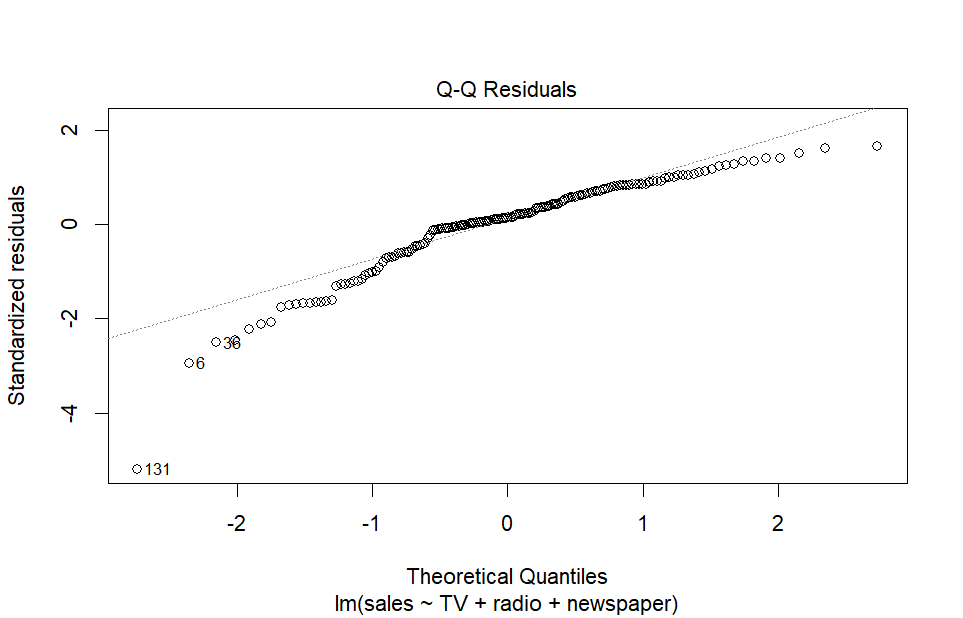 Q-Q Residuals
Standardized residuals
2
0
-2
-4
36
6
131
-2 -1 0 1 2
Theoretical Quantiles
lm(sales ~ TV + radio + newspaper)